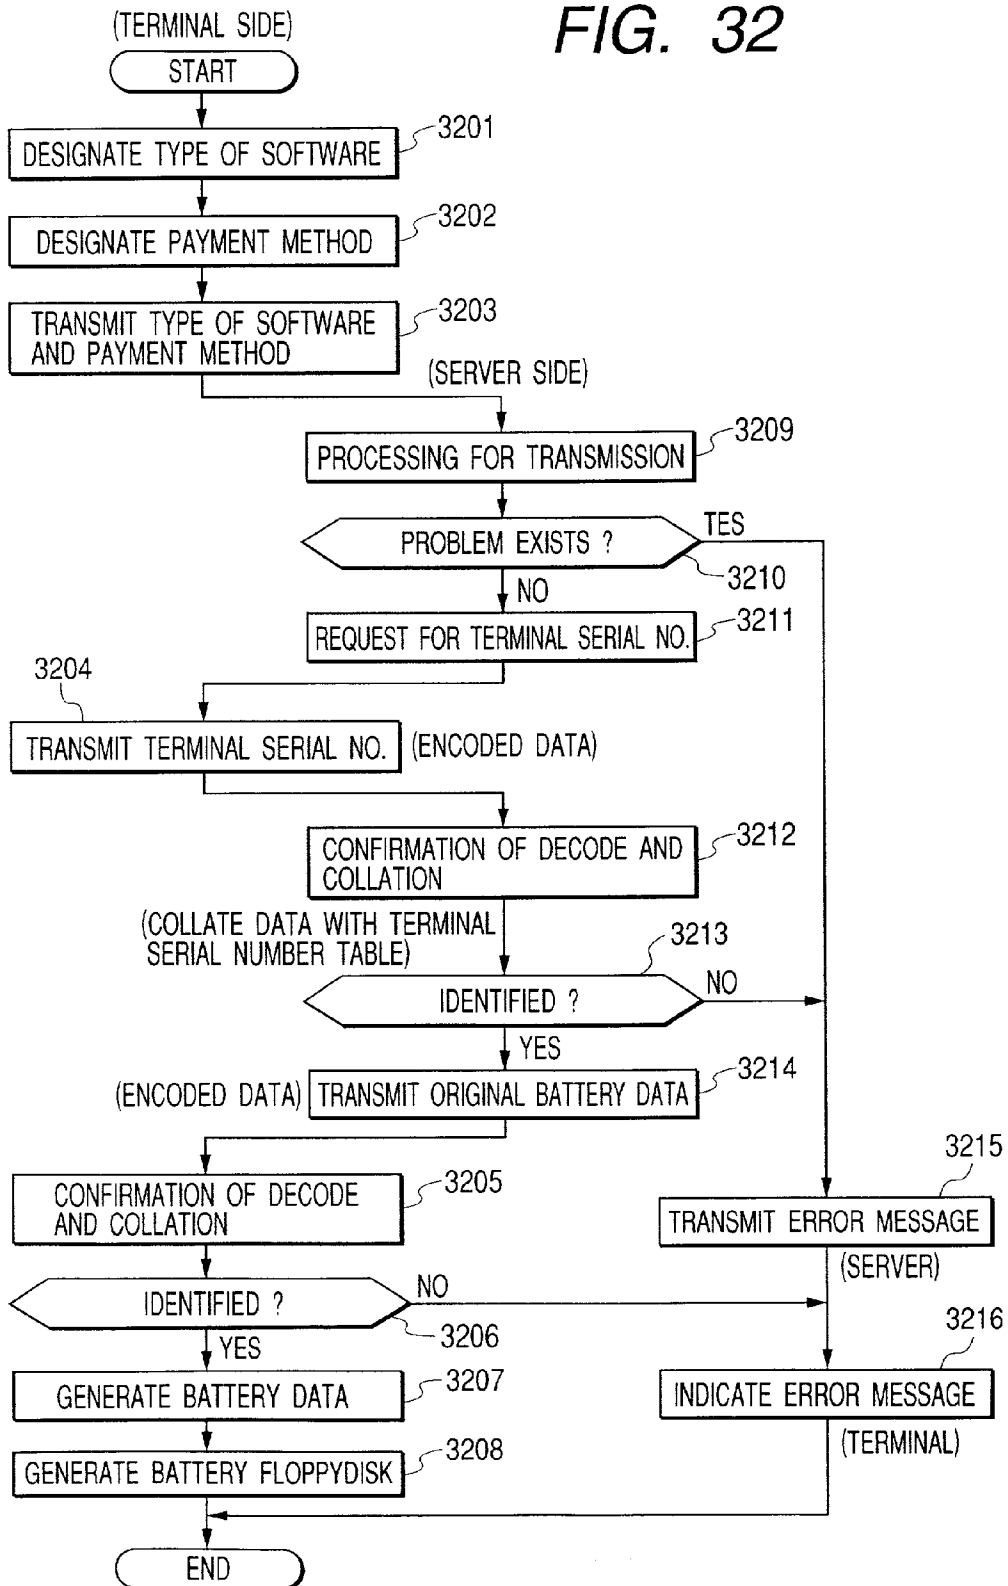 FIG. 32
(TERMINAL SIDE)
START
3201
DESIGNATE TYPE OF SOFTWARE
3202
DESIGNATE PAYMENT METHOD
3203
TRANSMIT TYPE OF SOFTWARE
AND PAYMENT METHOD
(SERVER SIDE)
3209
PROCESSING FOR TRANSMISSION
TES
PROBLEM EXISTS ?
3210
NO
3211
REQUEST FOR TERMINAL SERIAL NO.
3204
TRANSMIT TERMINAL SERIAL NO.
(ENCODED DATA)
3212
CONFIRMATION OF DECODE AND
COLLATION
(COLLATE DATA WITH TERMINAL
SERIAL NUMBER TABLE)
3213
IDENTIFIED ?
NO
YES
3214
(ENCODED DATA)
TRANSMIT ORIGINAL BATTERY DATA
3205
CONFIRMATION OF DECODE
AND COLLATION
3215
TRANSMIT ERROR MESSAGE
(SERVER)
IDENTIFIED ?
NO
3206
YES
3216
3207
GENERATE BATTERY DATA
INDICATE ERROR MESSAGE
(TERMINAL)
3208
GENERATE BATTERY FLOPPYDISK
END